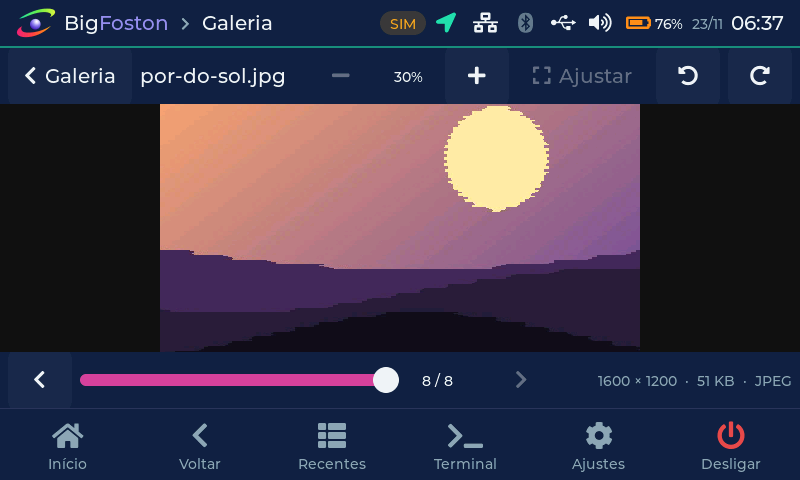 BigFoston > Galeria SIM 76% 23/11 06:37
Galeria por-do-sol.jpg − 30% + Ajustar
8 / 8 1600 × 1200 · 51 KB · JPEG
Início Voltar Recentes Terminal Ajustes Desligar